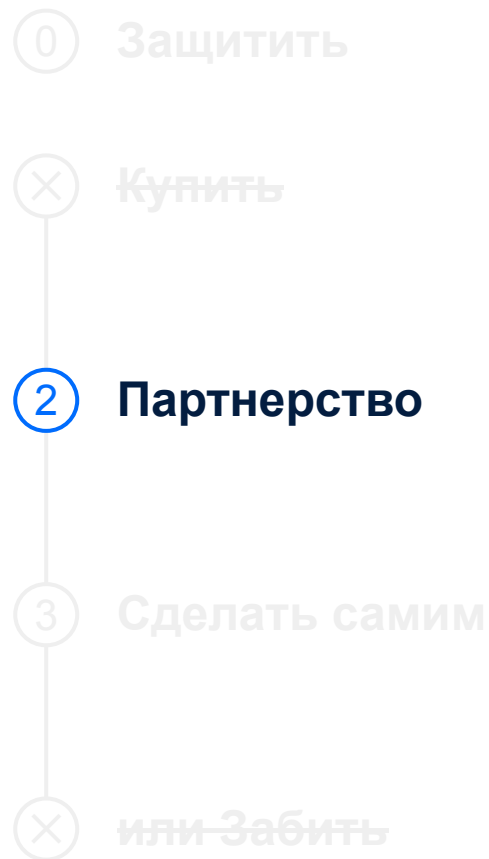 0 Защитить
Купить
2 Партнерство
3 Сделать самим
или Забить